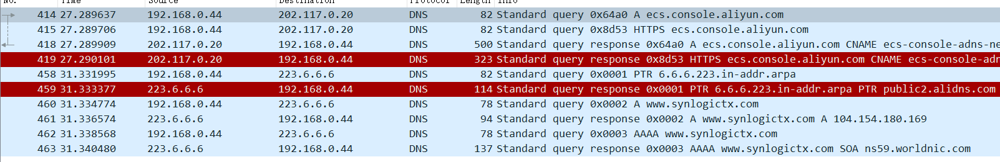 No. Time Source Destination Protocol Length Info
414 27.289637 192.168.0.44 202.117.0.20 DNS 82 Standard query 0x64a0 A ecs.console.aliyun.com
415 27.289706 192.168.0.44 202.117.0.20 DNS 82 Standard query 0x8d53 HTTPS ecs.console.aliyun.com
418 27.289909 202.117.0.20 192.168.0.44 DNS 500 Standard query response 0x64a0 A ecs.console.aliyun.com CNAME ecs-console-adns-ne
419 27.290101 202.117.0.20 192.168.0.44 DNS 323 Standard query response 0x8d53 HTTPS ecs.console.aliyun.com CNAME ecs-console-adn
458 31.331995 192.168.0.44 223.6.6.6 DNS 82 Standard query 0x0001 PTR 6.6.6.223.in-addr.arpa
459 31.333377 223.6.6.6 192.168.0.44 DNS 114 Standard query response 0x0001 PTR 6.6.6.223.in-addr.arpa PTR public2.alidns.com
460 31.334774 192.168.0.44 223.6.6.6 DNS 78 Standard query 0x0002 A www.synlogictx.com
461 31.336574 223.6.6.6 192.168.0.44 DNS 94 Standard query response 0x0002 A www.synlogictx.com A 104.154.180.169
462 31.338568 192.168.0.44 223.6.6.6 DNS 78 Standard query 0x0003 AAAA www.synlogictx.com
463 31.340480 223.6.6.6 192.168.0.44 DNS 137 Standard query response 0x0003 AAAA www.synlogictx.com SOA ns59.worldnic.com